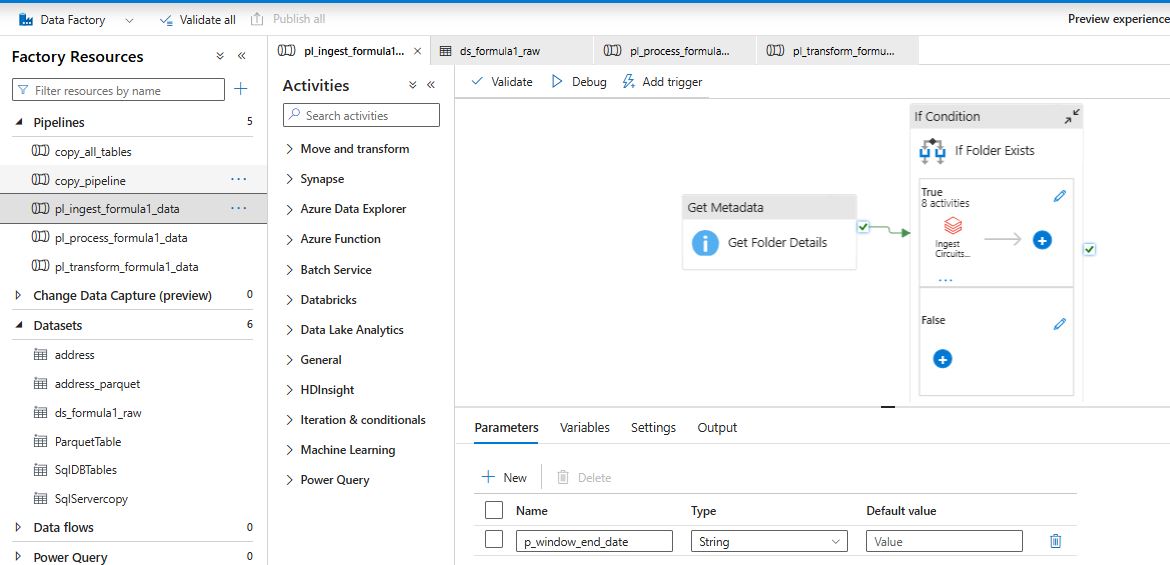 Data Factory
Validate all
Publish all
Preview experience
Factory Resources
Filter resources by name
Pipelines 5
copy_all_tables
copy_pipeline
pl_ingest_formula1_data
pl_process_formula1_data
pl_transform_formula1_data
Change Data Capture (preview) 0
Datasets 6
address
address_parquet
ds_formula1_raw
ParquetTable
SqlDBTables
SqlServercopy
Data flows 0
Power Query 0
pl_ingest_formula1...
ds_formula1_raw
pl_process_formula...
pl_transform_formu...
Activities
Search activities
Move and transform
Synapse
Azure Data Explorer
Azure Function
Batch Service
Databricks
Data Lake Analytics
General
HDInsight
Iteration & conditionals
Machine Learning
Power Query
Validate
Debug
Add trigger
Get Metadata
Get Folder Details
If Condition
If Folder Exists
True
8 activities
Ingest
Circuits...
...
False
Parameters
Variables
Settings
Output
New
Delete
Name Type Default value
p_window_end_date String Value